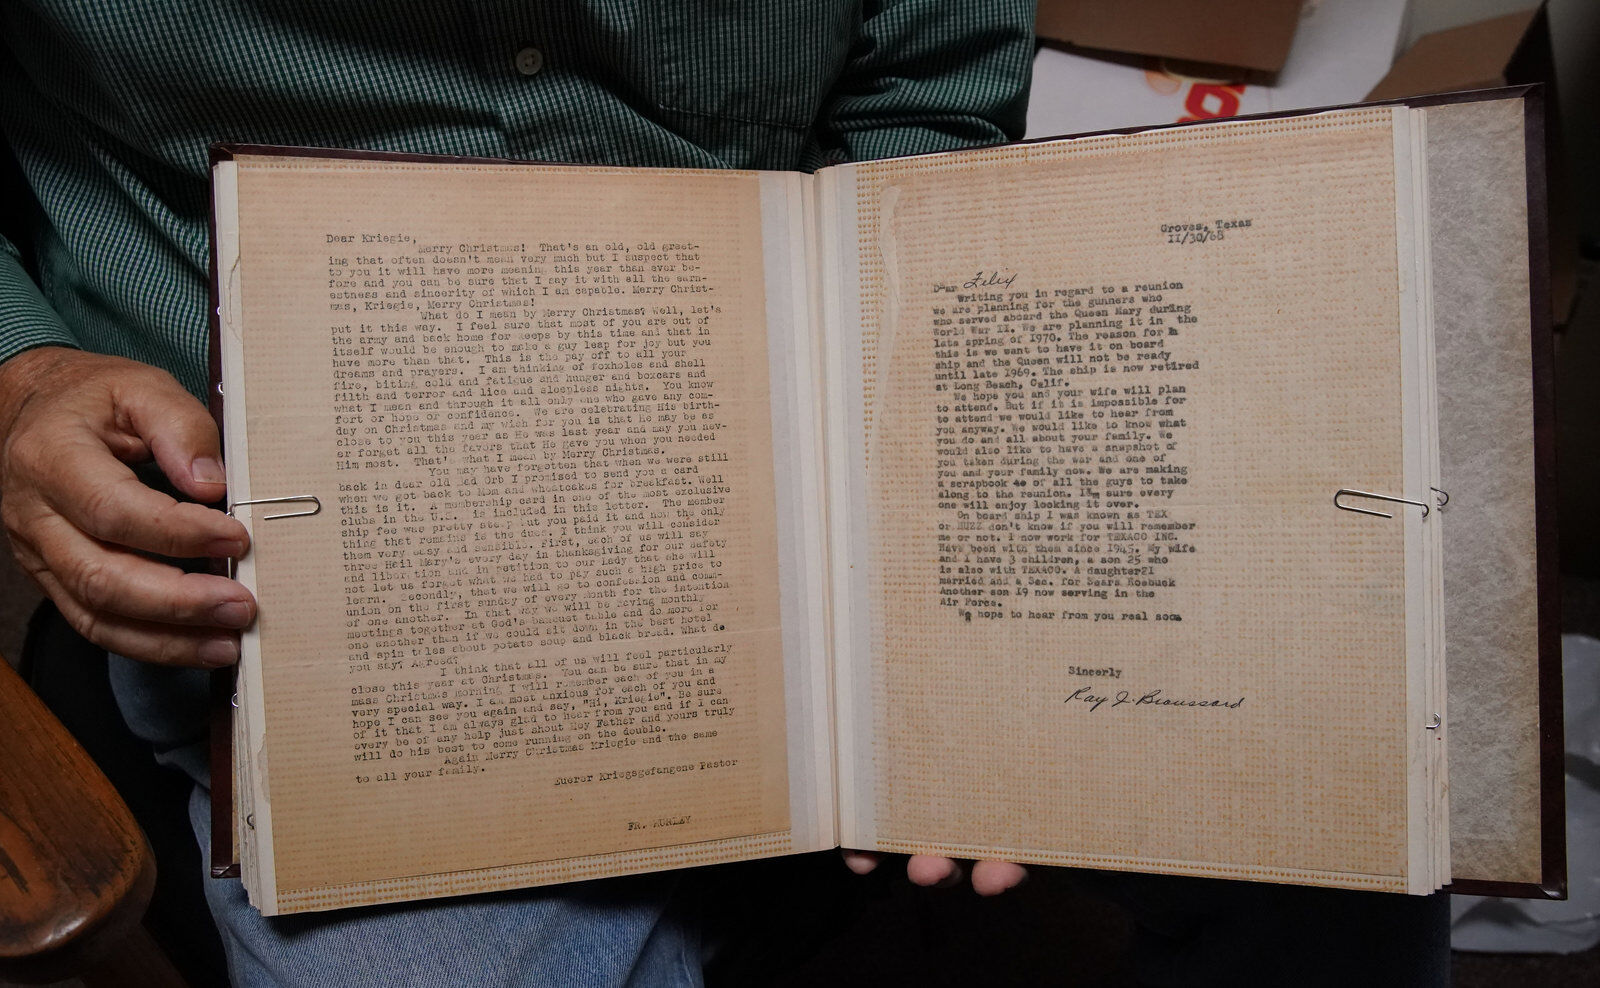 Dear Kriegie,
Merry Christmas! That's an old, old greet-
ing that often doesn't mean very much but I suspect that
to you it will have more meaning this year than ever be-
fore and you can be sure that I say it with all the earn-
estness and sincerity of which I am capable. Merry Christ-
mas, Kriegie, Merry Christmas!
What do I mean by Merry Christmas? Well, let's
put it this way. I feel sure that most of you are out of
the army and back home for keeps by this time and that in
itself would be enough to make a guy leap for joy but you
have more than that. This is the pay off to all your
dreams and prayers. I am thinking of foxholes and shell
fire, biting cold and fatigue and hunger and boxcars and
filth and terror and lice and sleepless nights. You know
what I mean and through it all only one who gave any com-
fort or hope or confidence. We are celebrating His birth-
day on Christmas and my wish for you is that He may be as
close to you this year as He was last year and may you nev-
er forget all the favors that He gave you when you needed
Him most. That's what I mean by Merry Christmas.
You may have forgotten that when we were still
back in dear old Bad Orb I promised to send you a card
when we got back to Mom and wheatcakes for breakfast. Well
this is it. A membership card in one of the most exclusive
clubs in the U.S. is included in this letter. The member
ship fee was pretty steep but you paid it and now the only
thing that remains is the dues. I think you will consider
them very easy and sensible. First, each of us will say
three Hail Mary's every day in thanksgiving for our safety
and liberation and in petition to our Lady that she will
not let us forget what we had to pay such a high price to
learn. Secondly, that we will go to confession and comm-
union on the first sunday of every month for the intention
of one another. In that way we will be having monthly
meetings together at God's banquet table and do more for
one another than if we could sit down in the best hotel
and spin tales about potato soup and black bread. What do
you say? Agreed?
I think that all of us will feel particularly
close this year at Christmas. You can be sure that in my
mass Christmas morning I will remember each of you in a
very special way. I am most anxious for each of you and
hope I can see you again and say, "Hi, Kriegie". Be sure
of it that I am always glad to hear from you and if I can
every be of any help just shout Hey Father and yours truly
will do his best to come running on the double.
Again Merry Christmas Kriegie and the same
to all your family.
Euerer Kriegsgefangene Pastor
FR. HURLEY
Groves, Texas
11/30/68
Dear Felix
Writing you in regard to a reunion
we are planning for the gunners who
who served aboard the Queen Mary during
World War II. We are planning it in the
late spring of 1970. The reason for
this is we want to have it on board
ship and the Queen will not be ready
until late 1969. The ship is now retired
at Long Beach, Calif.
We hope you and your wife will plan
to attend. But if it is impossible for
to attend we would like to hear from
you anyway. We would like to know what
you do and all about your family. We
would also like to have a snapshot of
you taken during the war and one of
you and your family now. We are making
a scrapbook of all the guys to take
along to the reunion. I'm sure every
one will enjoy looking it over.
On board ship I was known as TEX
or BUZZ don't know if you will remember
me or not. I now work for TEXACO INC.
Have been with them since 1945. My wife
and I have 3 children, a son 25 who
is also with TEXACO. A daughter21
married and a Sec. for Sears Roebuck
Another son 19 now serving in the
Air Force.
We hope to hear from you real soon
Sincerly
Ray J. Broussard